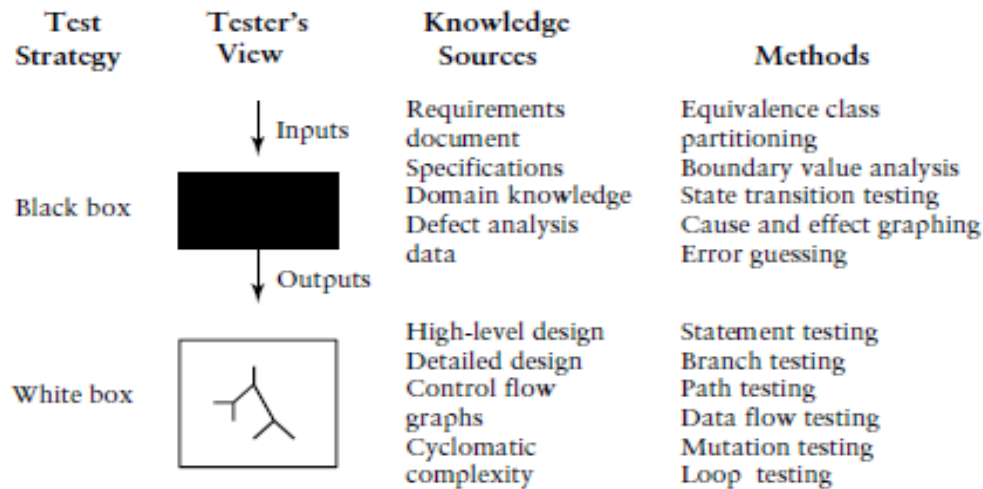 Test
Strategy
Tester's
View
Knowledge
Sources
Methods
Black box
Inputs
Outputs
Requirements
document
Specifications
Domain knowledge
Defect analysis
data
Equivalence class
partitioning
Boundary value analysis
State transition testing
Cause and effect graphing
Error guessing
White box
High-level design
Detailed design
Control flow
graphs
Cyclomatic
complexity
Statement testing
Branch testing
Path testing
Data flow testing
Mutation testing
Loop testing